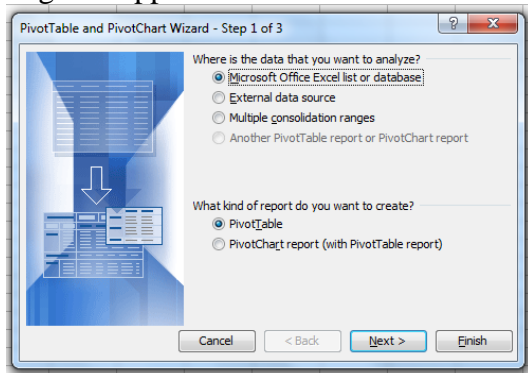 PivotTable and PivotChart Wizard - Step 1 of 3
Where is the data that you want to analyze?
Microsoft Office Excel list or database
External data source
Multiple consolidation ranges
Another PivotTable report or PivotChart report
What kind of report do you want to create?
PivotTable
PivotChart report (with PivotTable report)
Cancel < Back Next > Finish